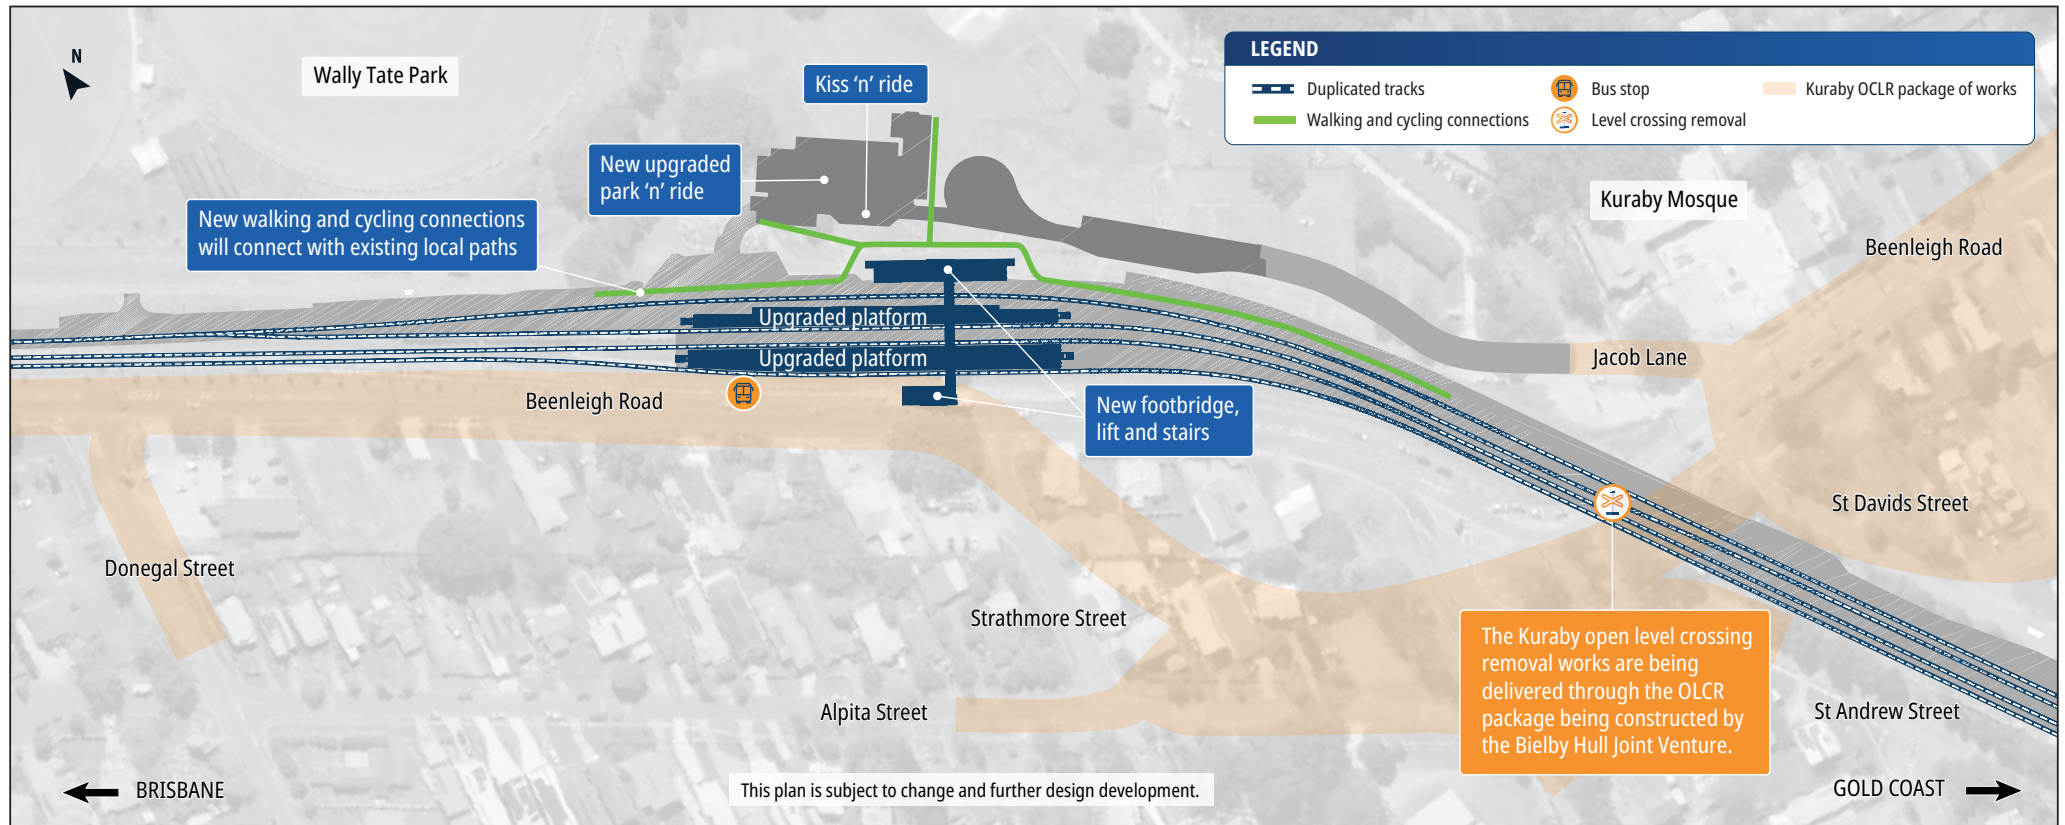 N
Wally Tate Park
Kiss ‘n’ ride
LEGEND
Duplicated tracks
Walking and cycling connections
Bus stop
Level crossing removal
Kuraby OCLR package of works
New upgraded
park ‘n’ ride
New walking and cycling connections
will connect with existing local paths
Kuraby Mosque
Beenleigh Road
Upgraded platform
Upgraded platform
Jacob Lane
Beenleigh Road
New footbridge,
lift and stairs
St Davids Street
Donegal Street
Strathmore Street
The Kuraby open level crossing
removal works are being
delivered through the OLCR
package being constructed by
the Bielby Hull Joint Venture.
Alpita Street
St Andrew Street
BRISBANE
This plan is subject to change and further design development.
GOLD COAST